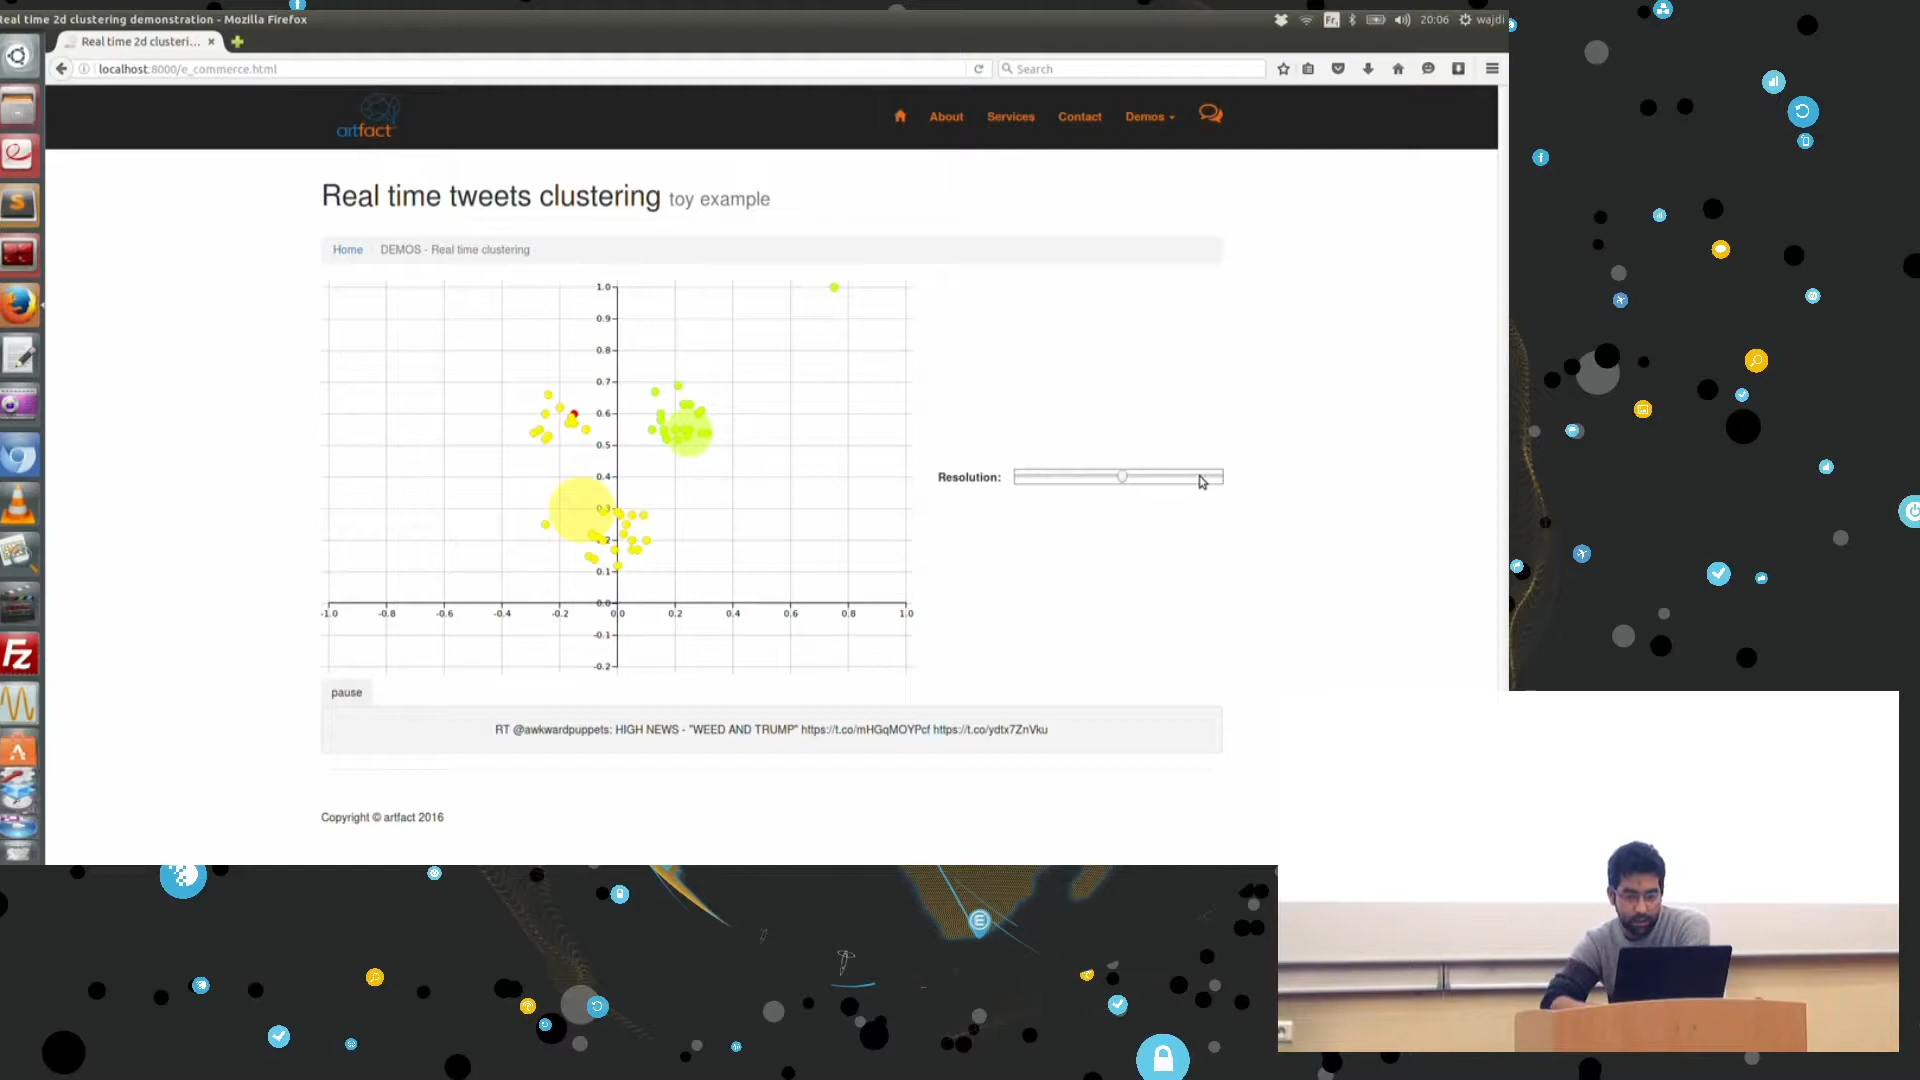 Real time 2d clustering demonstration - Mozilla Firefox
Fr
20:06
wajdi
Real time 2d clusteri...
localhost:8000/e_commerce.html
Search
artfact
About
Services
Contact
Demos
Real time tweets clustering toy example
Home
DEMOS - Real time clustering
1.0
0.9
0.8
0.7
0.6
0.5
0.4
0.3
0.2
0.1
0.0
-1.0 -0.8 -0.6 -0.4 -0.2 0.0 0.2 0.4 0.6 0.8 1.0
-0.1
-0.2
Resolution:
pause
RT @awkwardpuppets: HIGH NEWS - "WEED AND TRUMP" https://t.co/mHGqMOYPcf https://t.co/ydtx7ZnVku
Copyright © artfact 2016